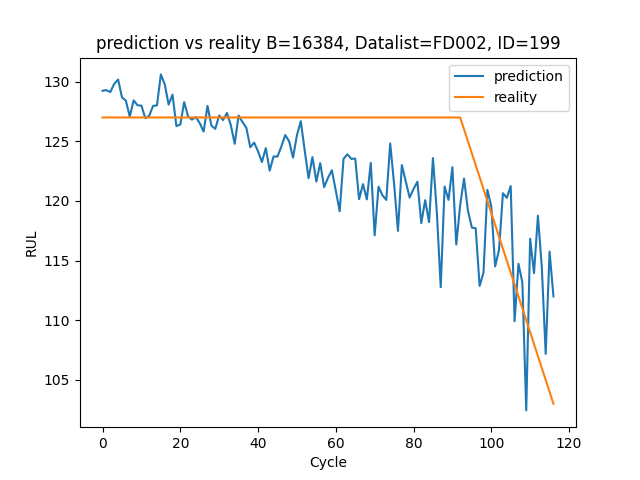 prediction vs reality B=16384, Datalist=FD002, ID=199
prediction
reality
130
125
120
115
110
105
RUL
0 20 40 60 80 100 120
Cycle